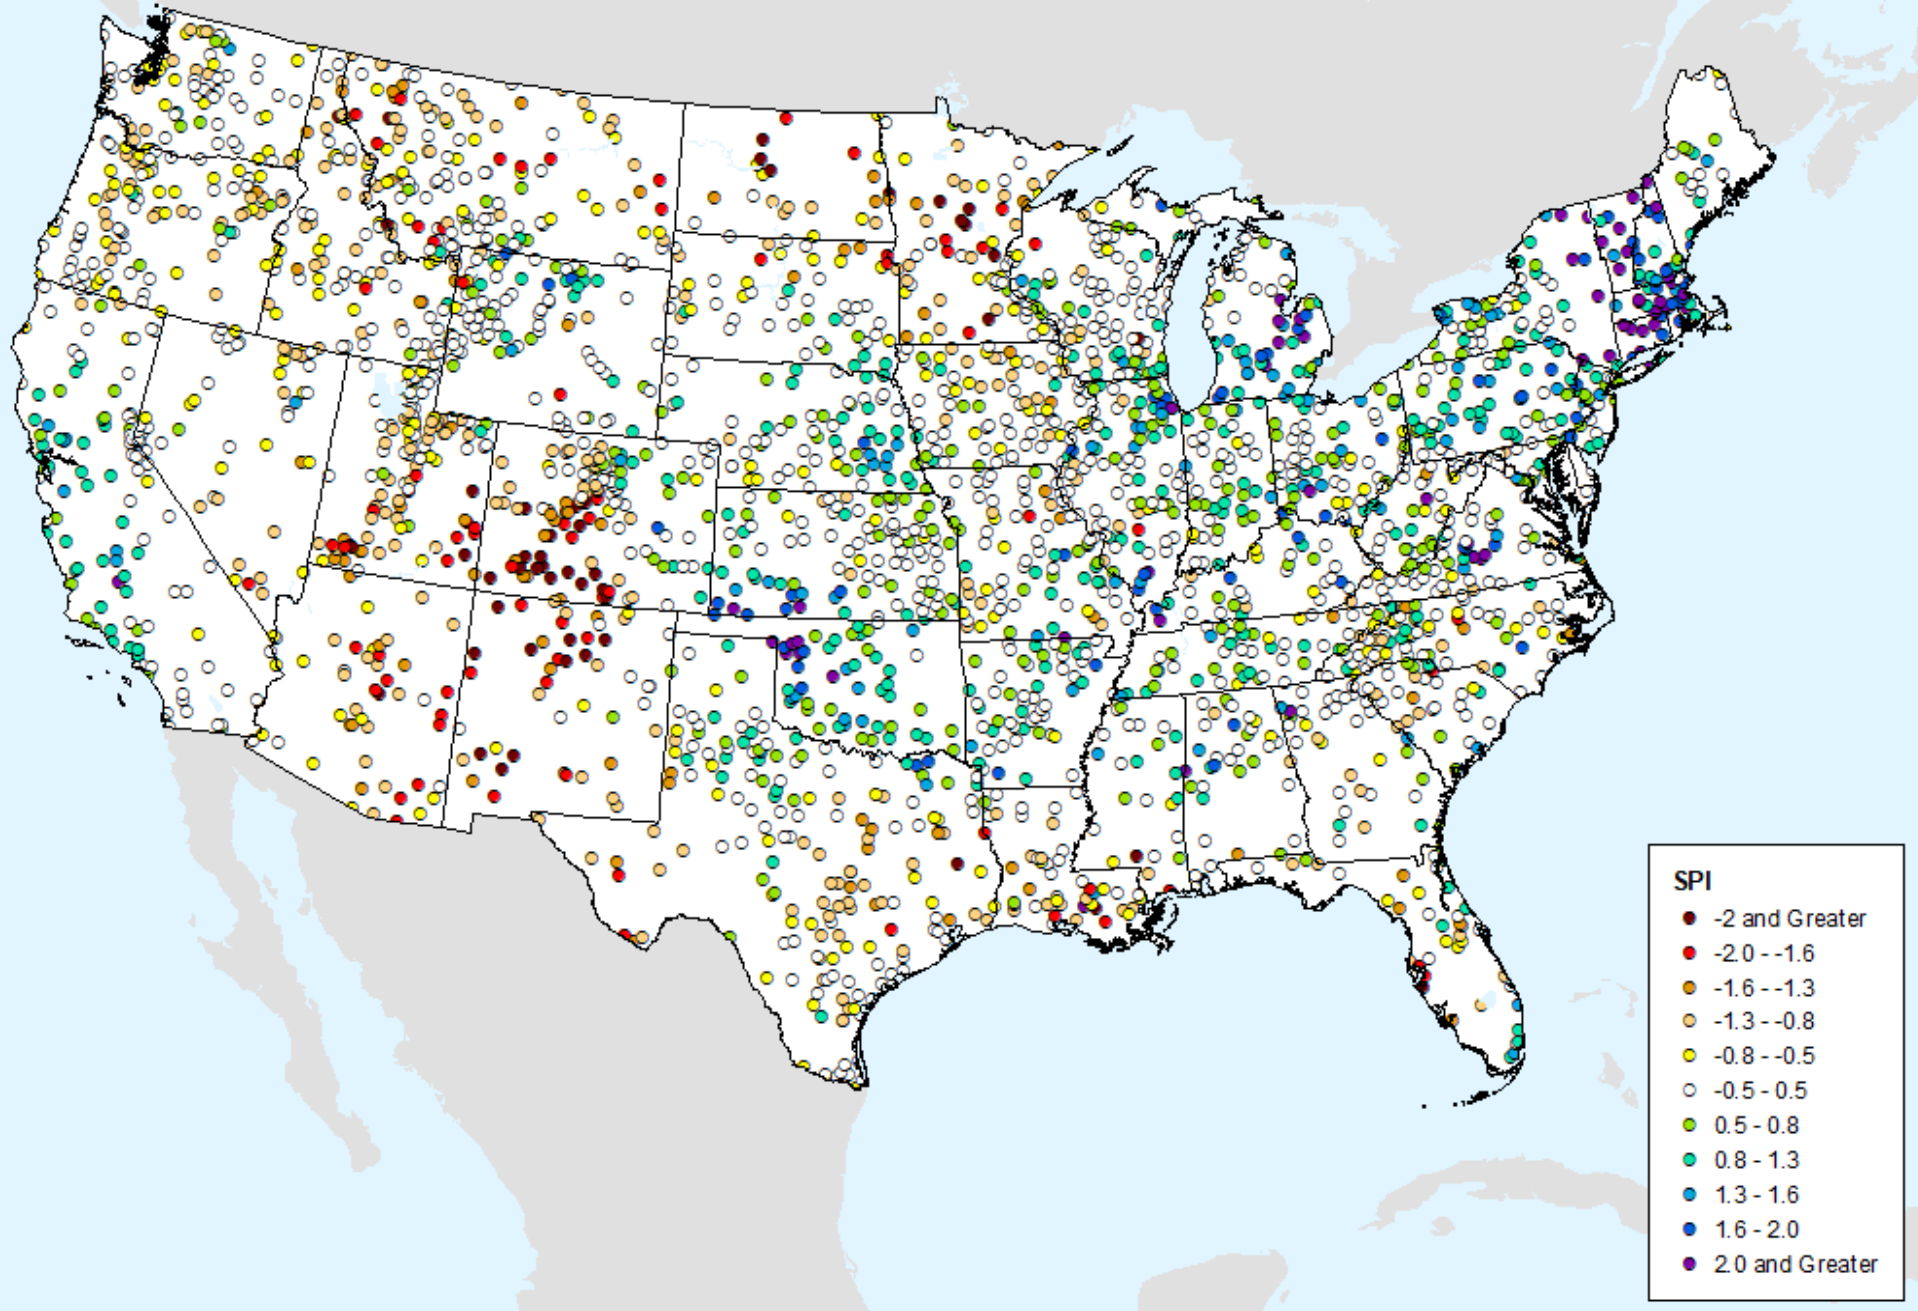 SPI
-2 and Greater
-2.0 - -1.6
-1.6 - -1.3
-1.3 - -0.8
-0.8 - -0.5
-0.5 - 0.5
0.5 - 0.8
0.8 - 1.3
1.3 - 1.6
1.6 - 2.0
2.0 and Greater